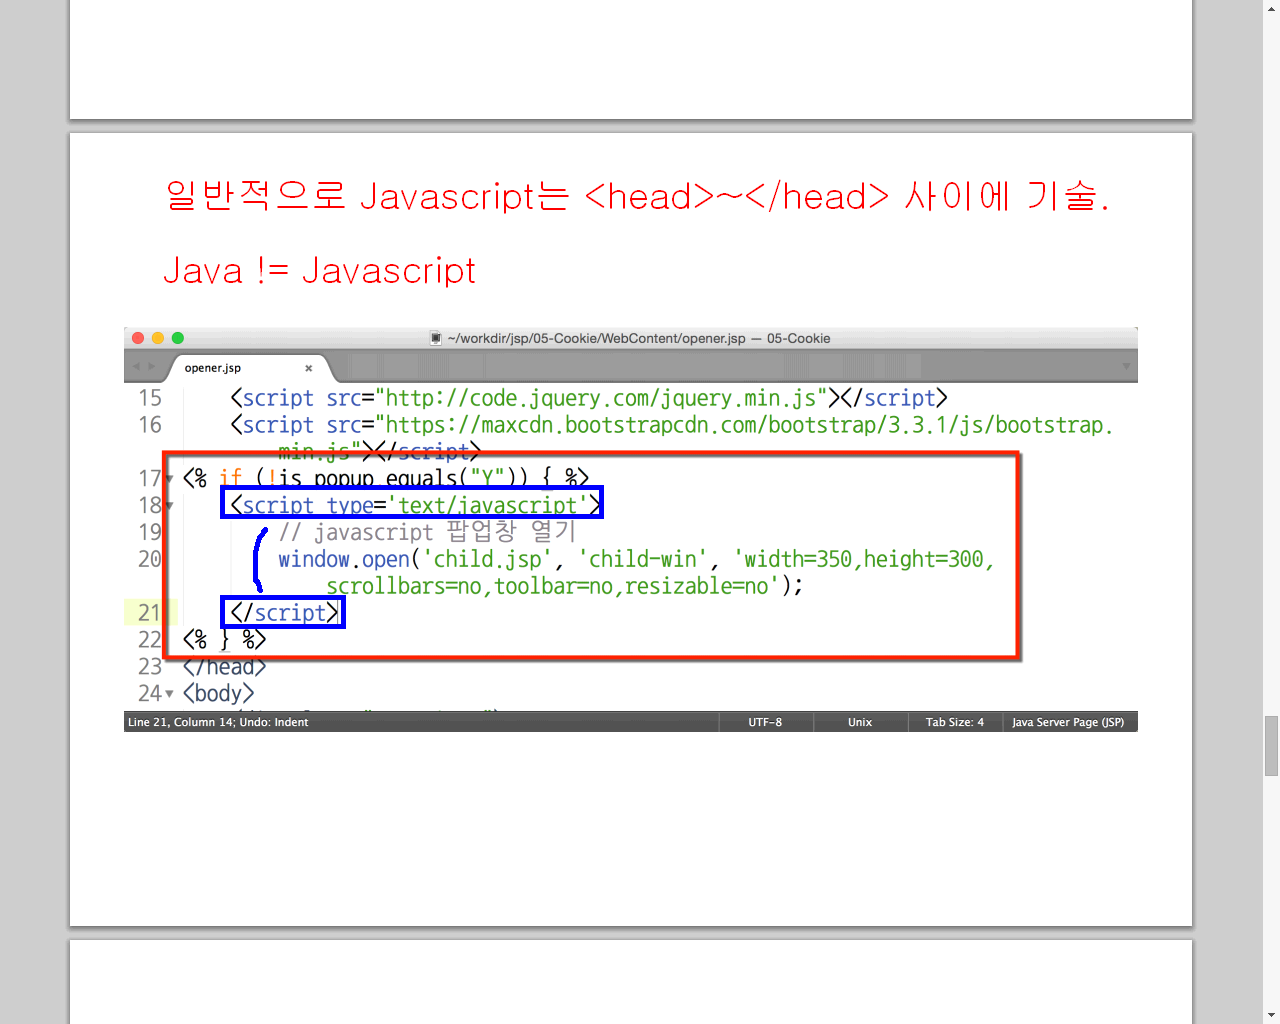 일반적으로 Javascript는 <head>~</head> 사이에 기술.
Java != Javascript
~/workdir/jsp/05-Cookie/WebContent/opener.jsp — 05-Cookie
opener.jsp ×
15 <script src="http://code.jquery.com/jquery.min.js"></script>
16 <script src="https://maxcdn.bootstrapcdn.com/bootstrap/3.3.1/js/bootstrap.
min.js"></script>
17 <% if (!is_popup.equals("Y")) { %>
18 <script type='text/javascript'>
19 // javascript 팝업창 열기
20 window.open('child.jsp', 'child-win', 'width=350,height=300,
scrollbars=no,toolbar=no,resizable=no');
21 </script>
22 <% } %>
23 </head>
24 <body>
Line 21, Column 14; Undo: Indent UTF-8 Unix Tab Size: 4 Java Server Page (JSP)